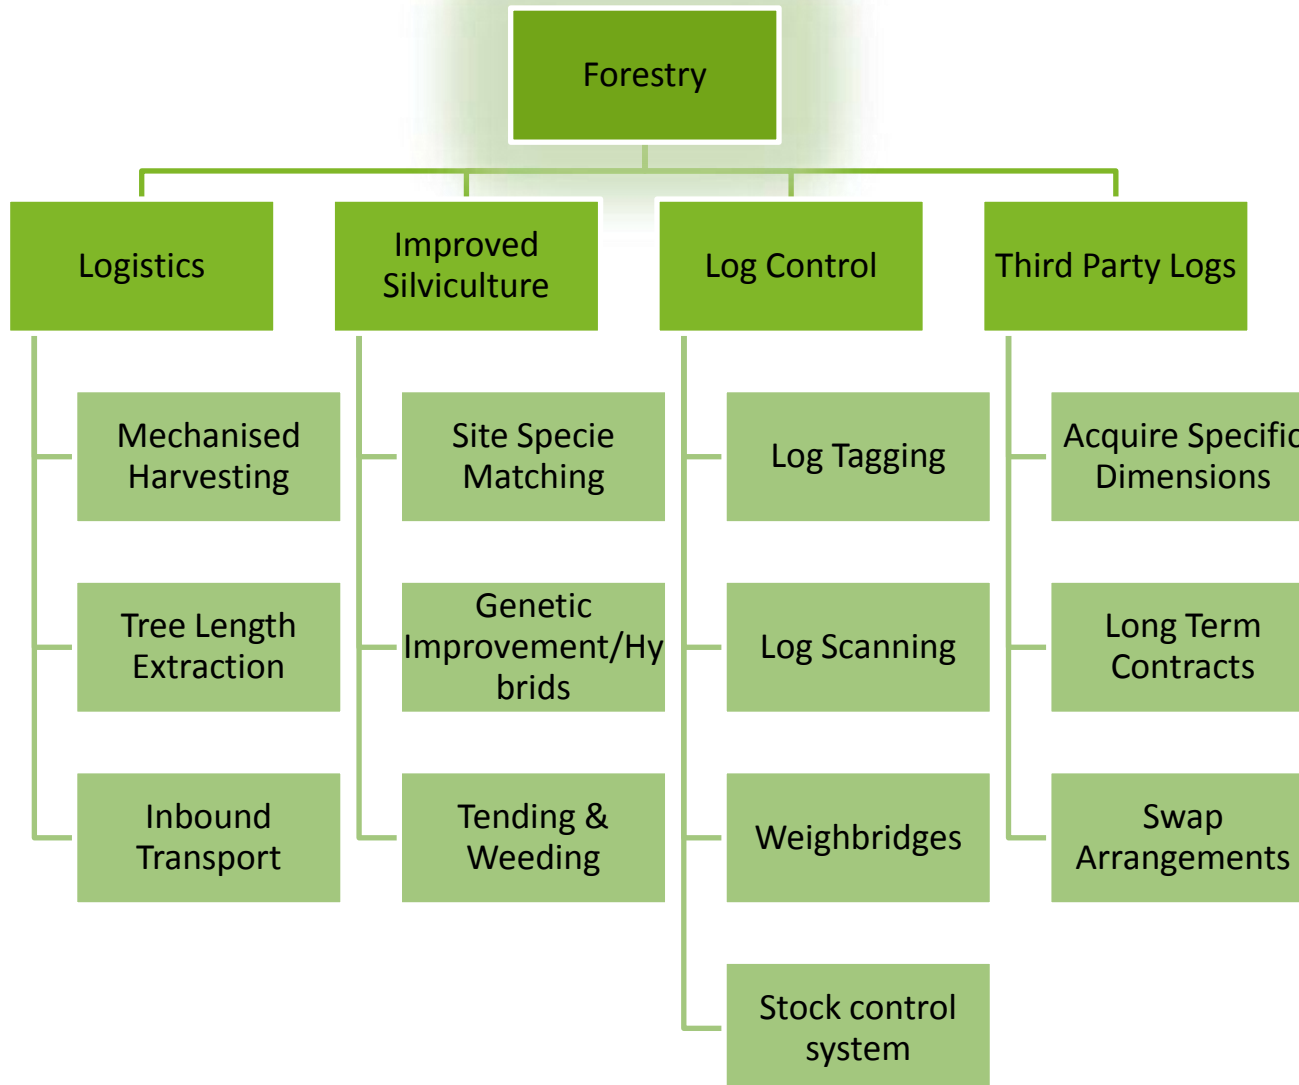 Forestry
Logistics
Improved
Silviculture
Log Control
Third Party Logs
Mechanised
Harvesting
Site Specie
Matching
Log Tagging
Acquire Specific
Dimensions
Tree Length
Extraction
Genetic
Improvement/Hy
brids
Log Scanning
Long Term
Contracts
Inbound
Transport
Tending &
Weeding
Weighbridges
Swap
Arrangements
Stock control
system